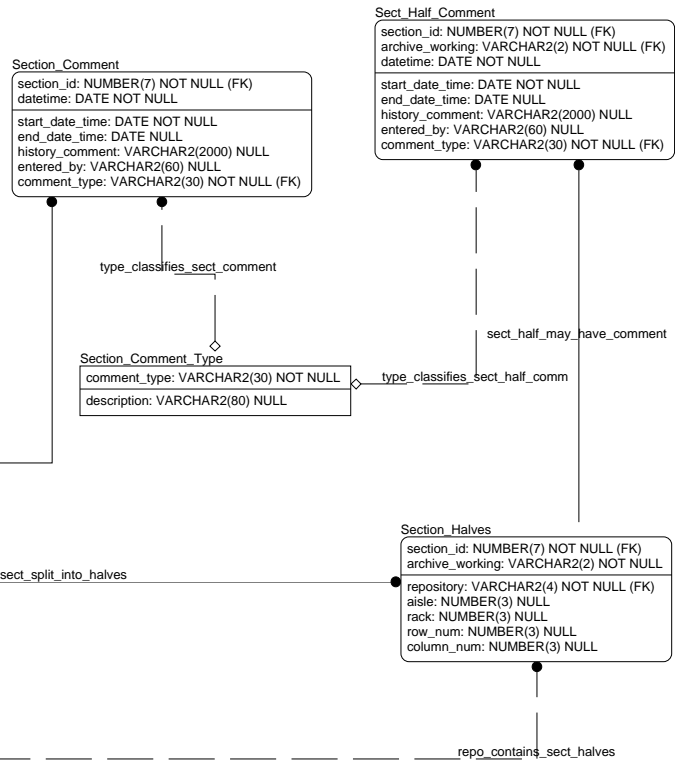 Sect_Half_Comment
section_id: NUMBER(7) NOT NULL (FK)
archive_working: VARCHAR2(2) NOT NULL (FK)
datetime: DATE NOT NULL
start_date_time: DATE NOT NULL
end_date_time: DATE NULL
history_comment: VARCHAR2(2000) NULL
entered_by: VARCHAR2(60) NULL
comment_type: VARCHAR2(30) NOT NULL (FK)
Section_Comment
section_id: NUMBER(7) NOT NULL (FK)
datetime: DATE NOT NULL
start_date_time: DATE NOT NULL
end_date_time: DATE NULL
history_comment: VARCHAR2(2000) NULL
entered_by: VARCHAR2(60) NULL
comment_type: VARCHAR2(30) NOT NULL (FK)
type_classifies_sect_comment
sect_half_may_have_comment
Section_Comment_Type
comment_type: VARCHAR2(30) NOT NULL
description: VARCHAR2(80) NULL
type_classifies_sect_half_comm
Section_Halves
section_id: NUMBER(7) NOT NULL (FK)
archive_working: VARCHAR2(2) NOT NULL
repository: VARCHAR2(4) NOT NULL (FK)
aisle: NUMBER(3) NULL
rack: NUMBER(3) NULL
row_num: NUMBER(3) NULL
column_num: NUMBER(3) NULL
sect_split_into_halves
repo_contains_sect_halves